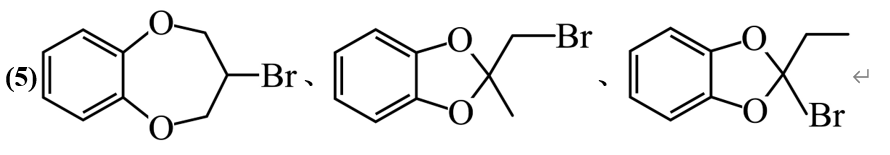 (5) O O Br 、 O O Br 、 O O Br ↵